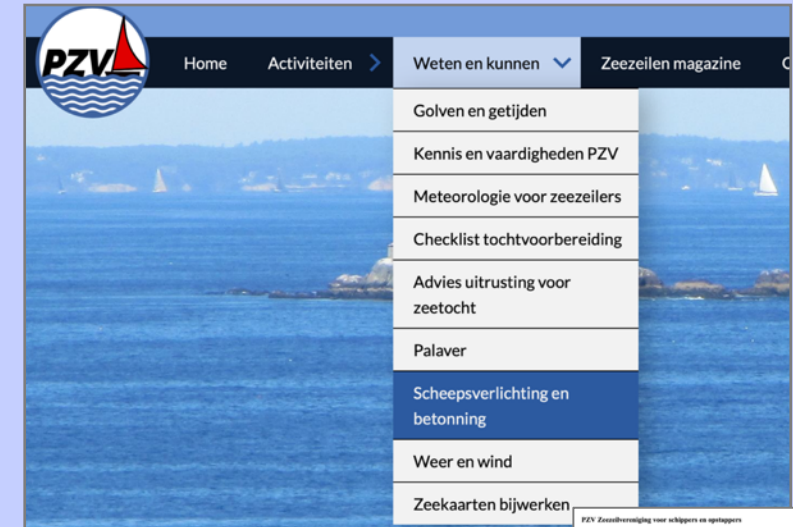 PZV
Home
Activiteiten
Weten en kunnen
Zeezeilen magazine
Golven en getijden
Kennis en vaardigheden PZV
Meteorologie voor zeezeilers
Checklist tochtvoorbereiding
Advies uitrusting voor
zeetocht
Palaver
Scheepsverlichting en
betonning
Weer en wind
Zeekaarten bijwerken
PZV Zeezeilvereniging voor schippers en opstappers